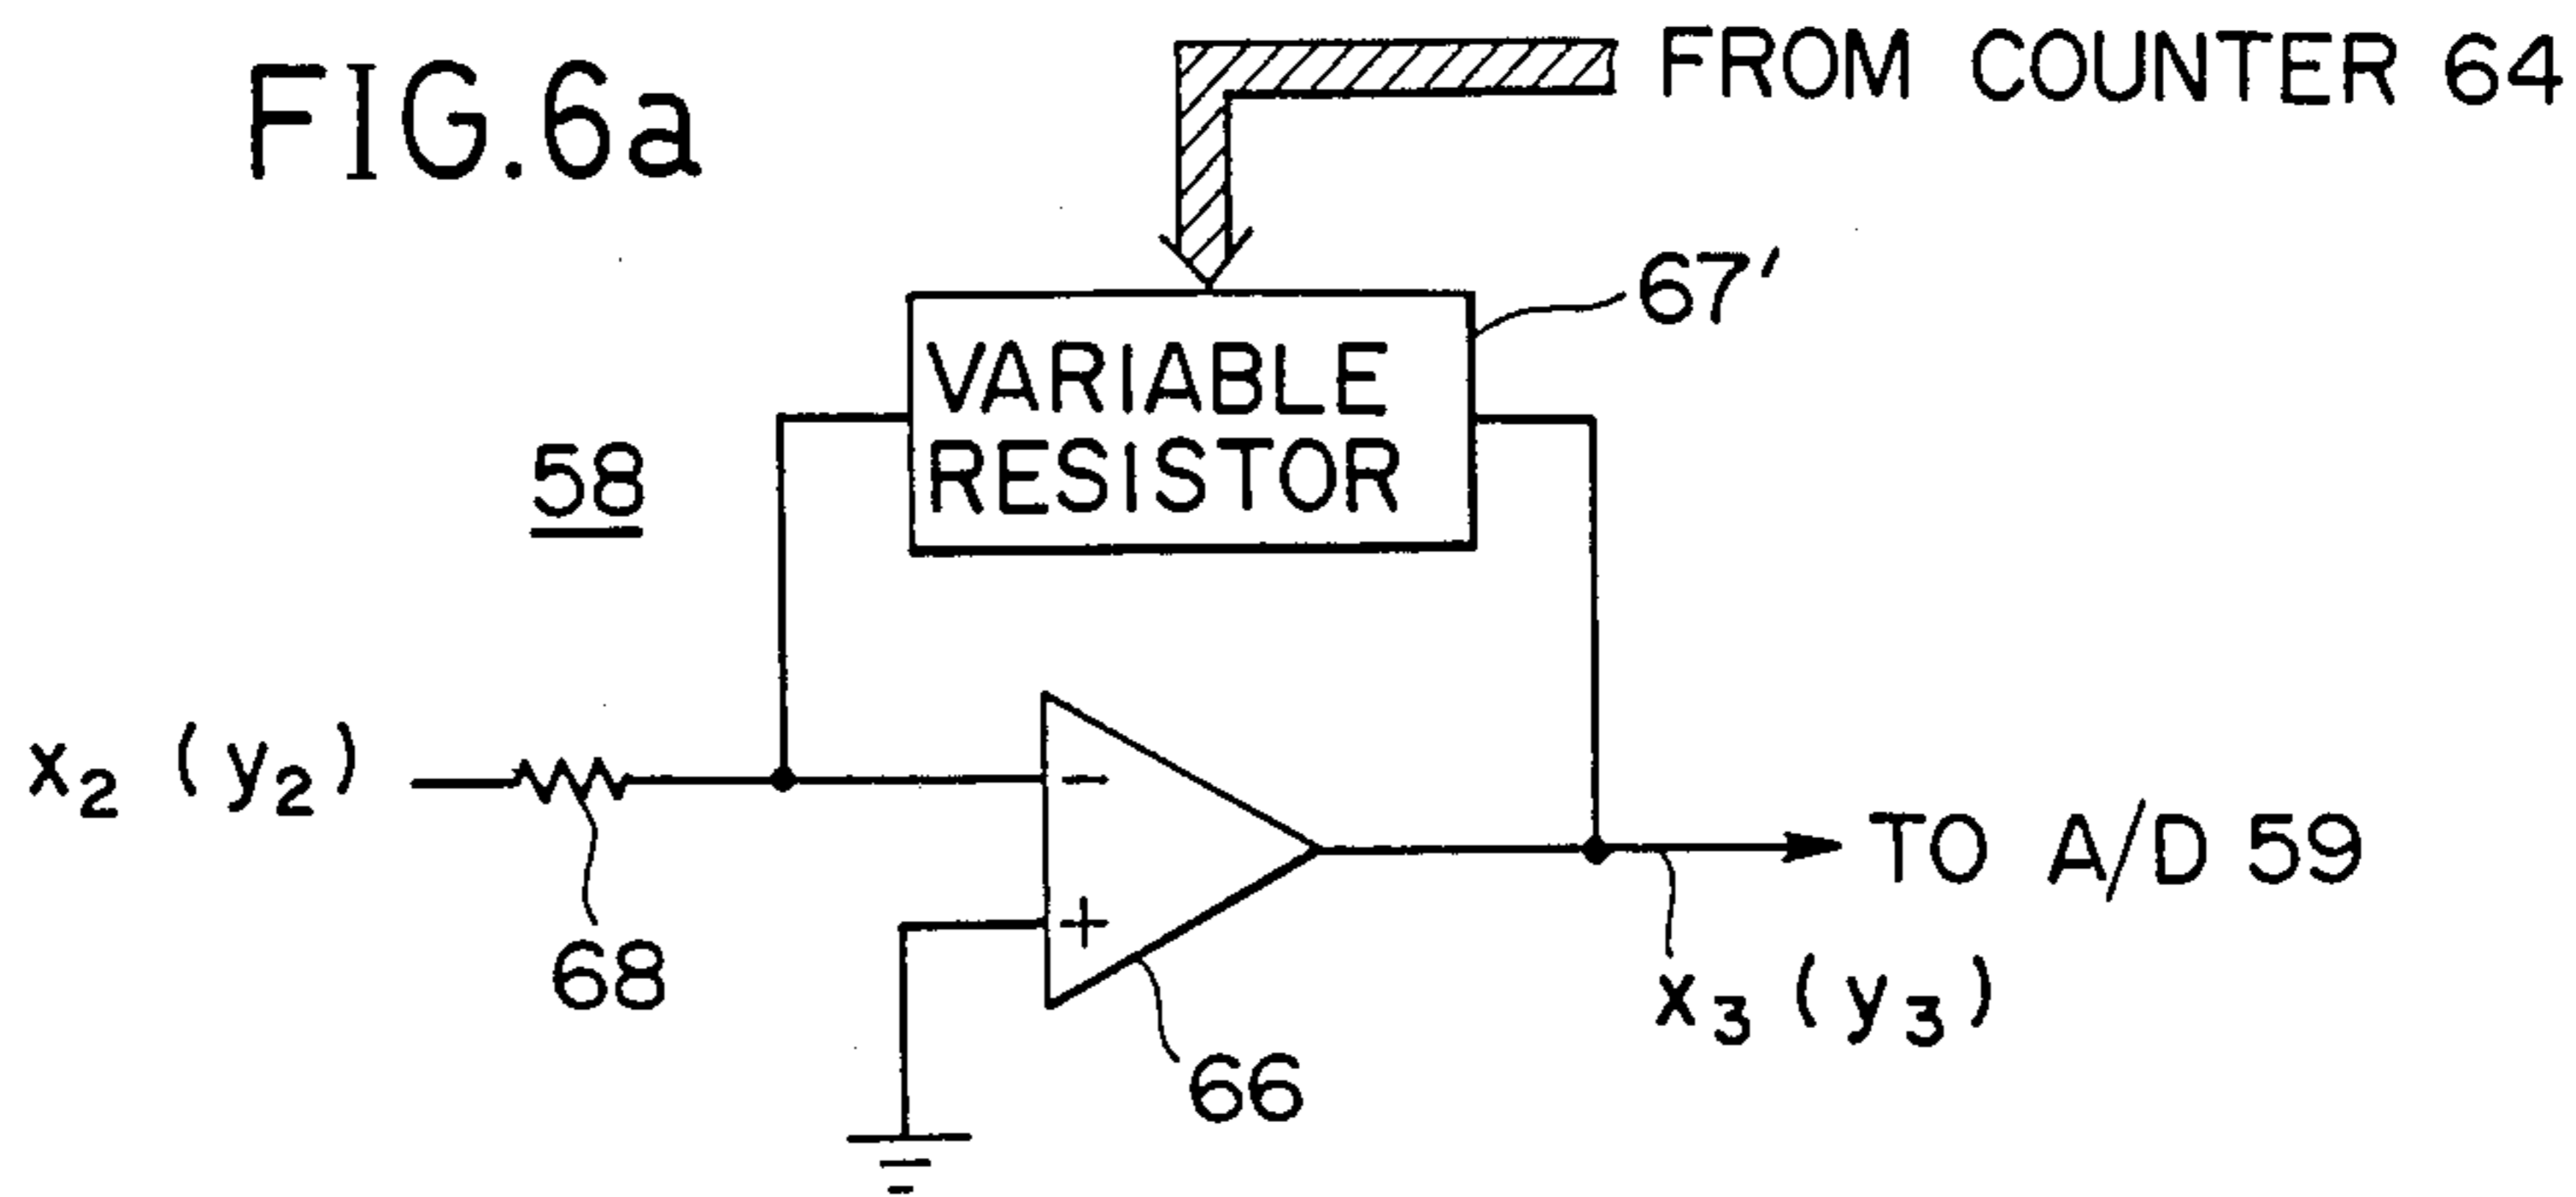 FIG.6a
FROM COUNTER 64
67'
VARIABLE
RESISTOR
58
x2 (y2)
68
−
+
66
TO A/D 59
x3 (y3)